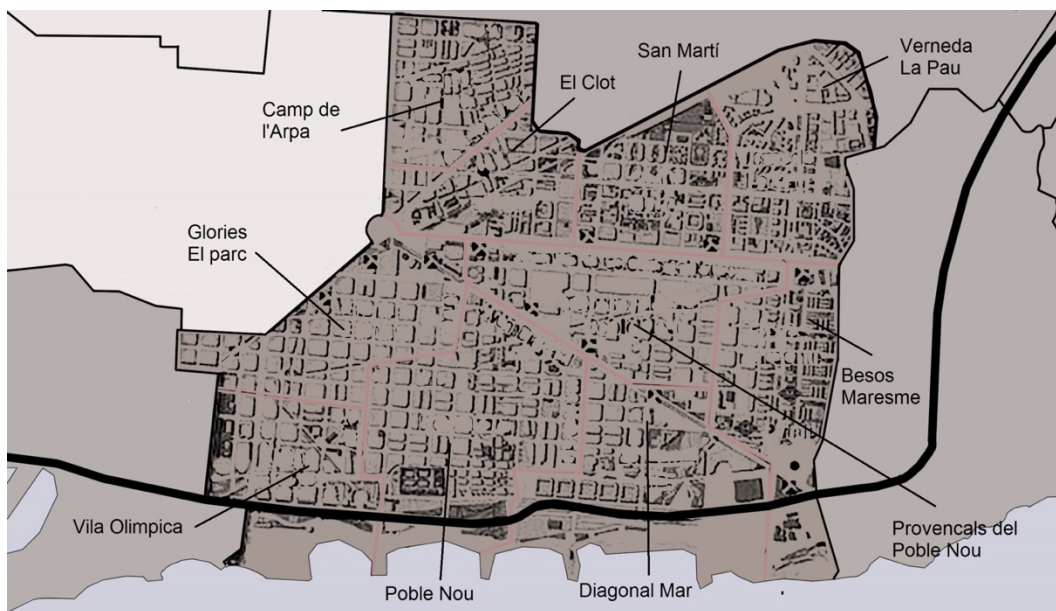 San Martí
Verneda
La Pau
El Clot
Camp de
l'Arpa
Glories
El parc
Besos
Maresme
Vila Olimpica
Provencals del
Poble Nou
Poble Nou
Diagonal Mar